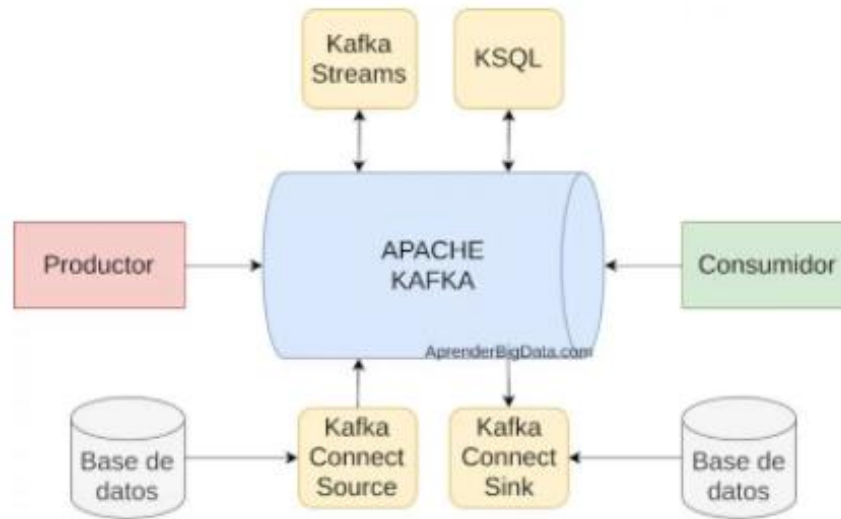 Kafka
Streams
KSQL
APACHE
KAFKA
Productor
Consumidor
AprenderBigData.com
Base de
datos
Kafka
Connect
Source
Kafka
Connect
Sink
Base de
datos